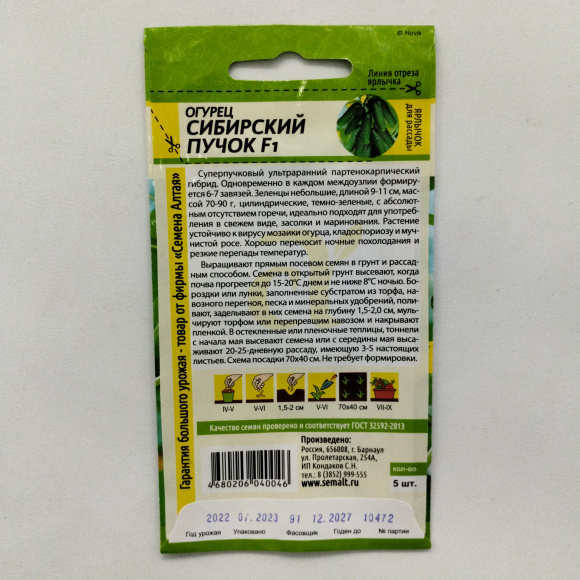 © Novik
Линия отреза
ярлычка
ОГУРЕЦ
СИБИРСКИЙ
ПУЧОК F1
ЯРЛЫЧОК
для рассады
Гарантия большого урожая - товар от фирмы «Семена Алтая»
Суперпучковый ультраранний партенокарпический
гибрид. Одновременно в каждом междоузлии формиру-
ется 6-7 завязей. Зеленцы небольшие, длиной 9-11 см, мас-
сой 70-90 г, цилиндрические, темно-зеленые, с абсолют-
ным отсутствием горечи, идеально подходят для употреб-
ления в свежем виде, засолки и маринования. Растение
устойчиво к вирусу мозаики огурца, кладоспориозу и муч-
нистой росе. Хорошо переносит ночные похолодания и
резкие перепады температур.
Выращивают прямым посевом семян в грунт и рассад-
ным способом. Семена в открытый грунт высевают, когда
почва прогреется до 15-20°С днем и не ниже 8°С ночью. Бо-
роздки или лунки, заполненные субстратом из торфа, на-
возного перегноя, песка и минеральных удобрений, поли-
вают, заделывают в них семена на глубину 1,5-2,0 см, муль-
чируют торфом или перепревшим навозом и накрывают
пленкой. В остекленные или пленочные теплицы, тоннели
с начала мая высевают семена или с середины мая выса-
живают 20-25-дневную рассаду, имеющую 3-5 настоящих
листьев. Схема посадки 70х40 см. Не требует формировки.
IV-V V-VI 1,5-2 см V-VI 70х40 см VII-IX
Качество семян проверено и соответствует ГОСТ 32592-2013
Произведено:
Россия, 656008, г. Барнаул
ул. Пролетарская, 254А,
ИП Кондаков С.Н.
тел.: 8 (3852) 999-555
www.semalt.ru
4680206040046
кол-во
5 шт.
2022 07.2023 91 12.2027 10472
Год урожая Упаковано Фасовщик Годен до № партии